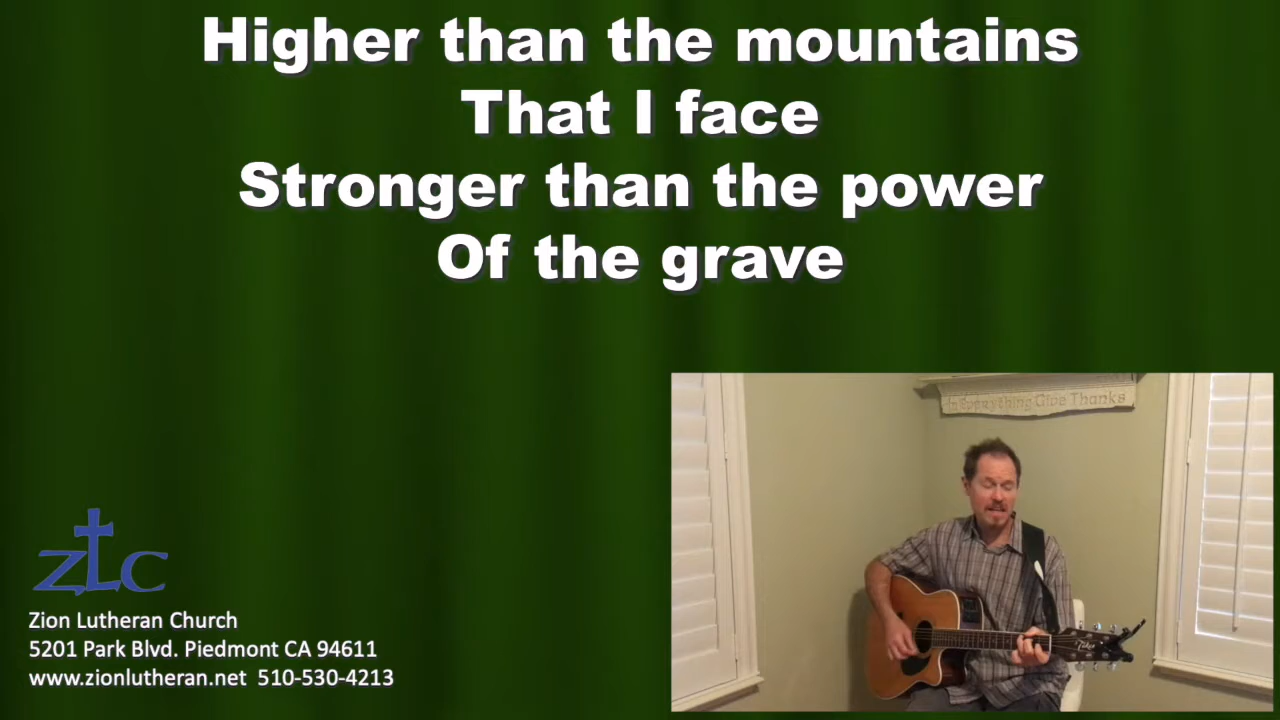 Higher than the mountains
That I face
Stronger than the power
Of the grave
In Everything Give Thanks
ZLC
Zion Lutheran Church
5201 Park Blvd. Piedmont CA 94611
www.zionlutheran.net 510-530-4213